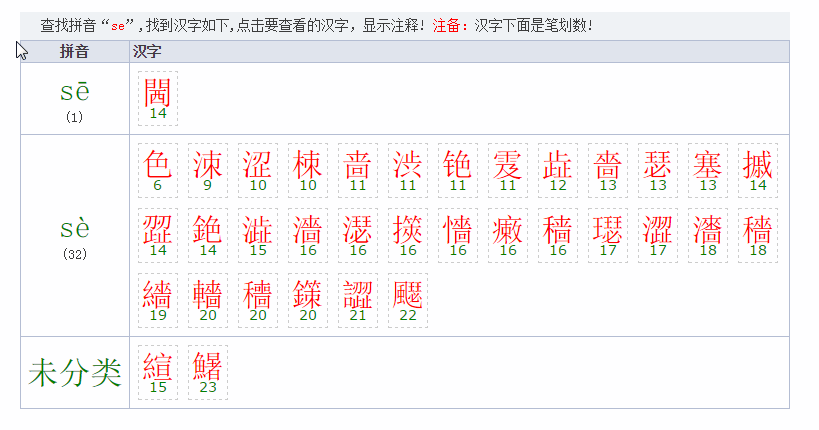 查找拼音“se”,找到汉字如下,点击要查看的汉字，显示注释! 注备：汉字下面是笔划数!
拼音 汉字
sē
(1)
閪
14
sè
(32)
色 涑 涩 梀 啬 渋 铯 雭 歮 嗇 瑟 塞 摵
6 9 10 10 11 11 11 11 12 13 13 13 14
歰 銫 澁 濇 濏 擌 懎 瘷 穑 璱 澀 瀒 穡
14 14 15 16 16 16 16 16 16 17 17 18 18
繬 轖 穯 鏼 譅 飋
19 20 20 20 21 22
未分类
15 23